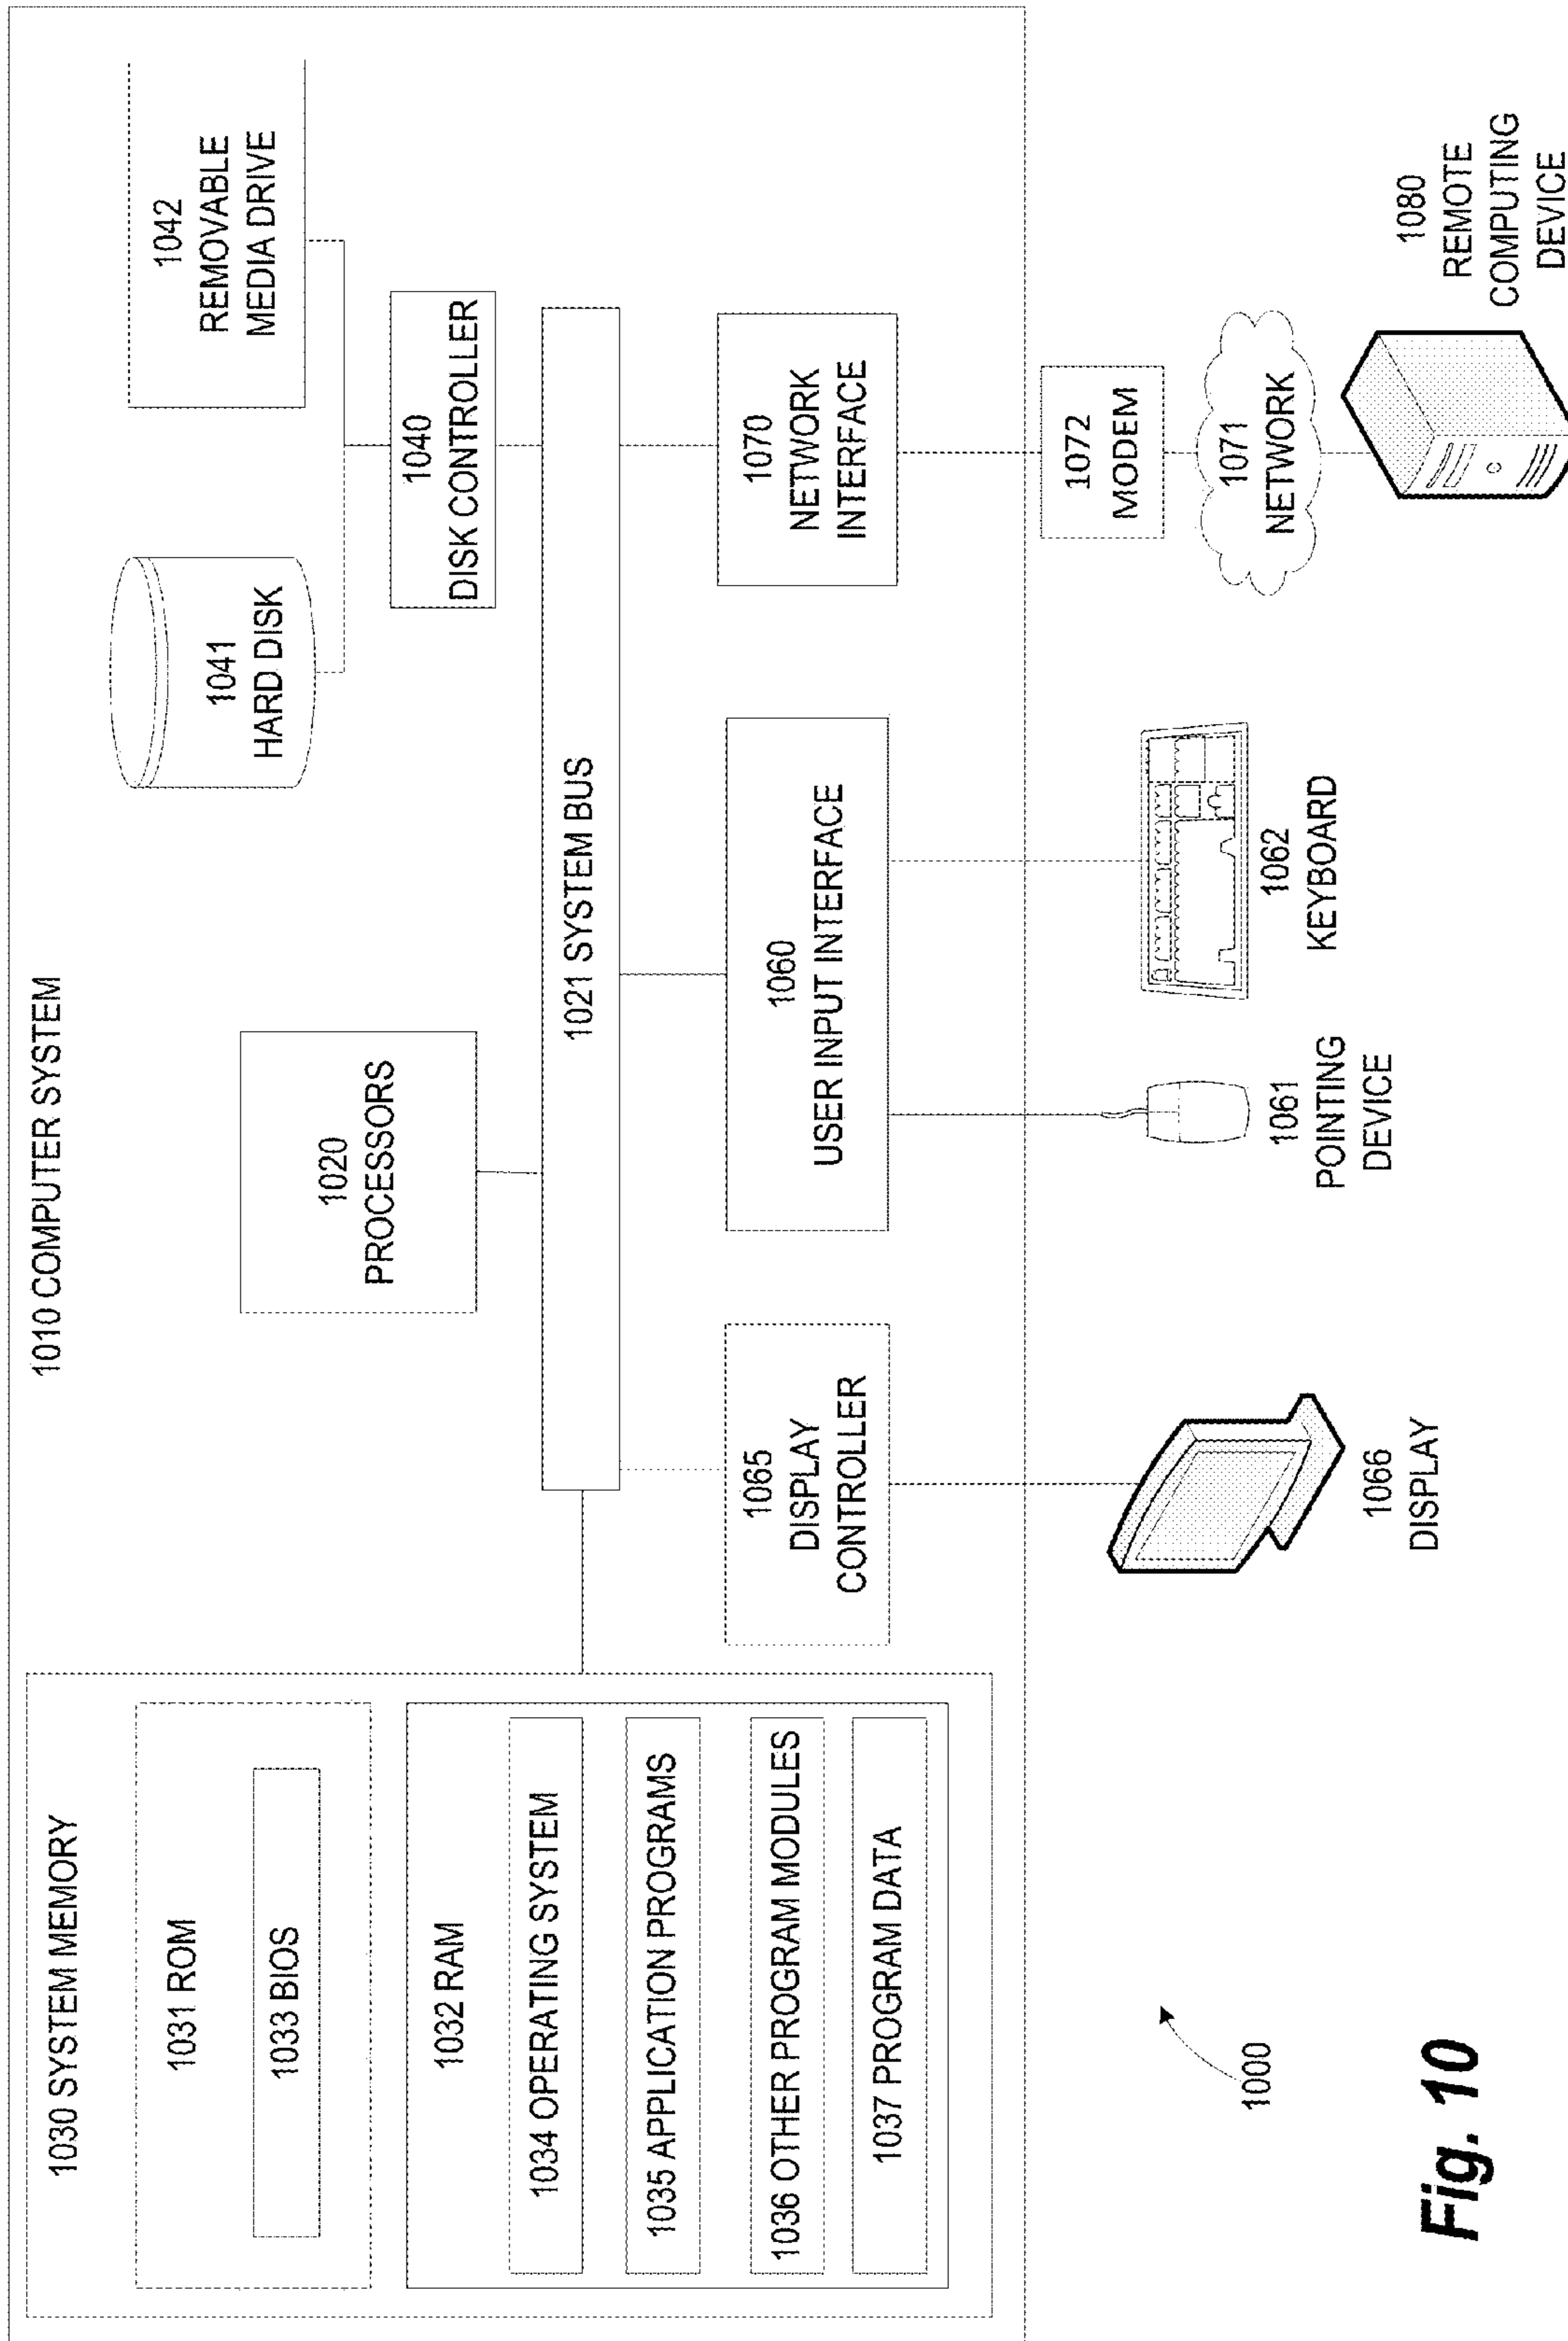 1010 COMPUTER SYSTEM
1030 SYSTEM MEMORY
1031 ROM
1033 BIOS
1032 RAM
1034 OPERATING SYSTEM
1035 APPLICATION PROGRAMS
1036 OTHER PROGRAM MODULES
1037 PROGRAM DATA
1020
PROCESSORS
1041
HARD DISK
1042
REMOVABLE
MEDIA DRIVE
1040
DISK CONTROLLER
1021 SYSTEM BUS
1065
DISPLAY
CONTROLLER
1060
USER INPUT INTERFACE
1070
NETWORK
INTERFACE
1066
DISPLAY
1061
POINTING
DEVICE
1062
KEYBOARD
1072
MODEM
1071
NETWORK
1080
REMOTE
COMPUTING
DEVICE
1000
Fig. 10